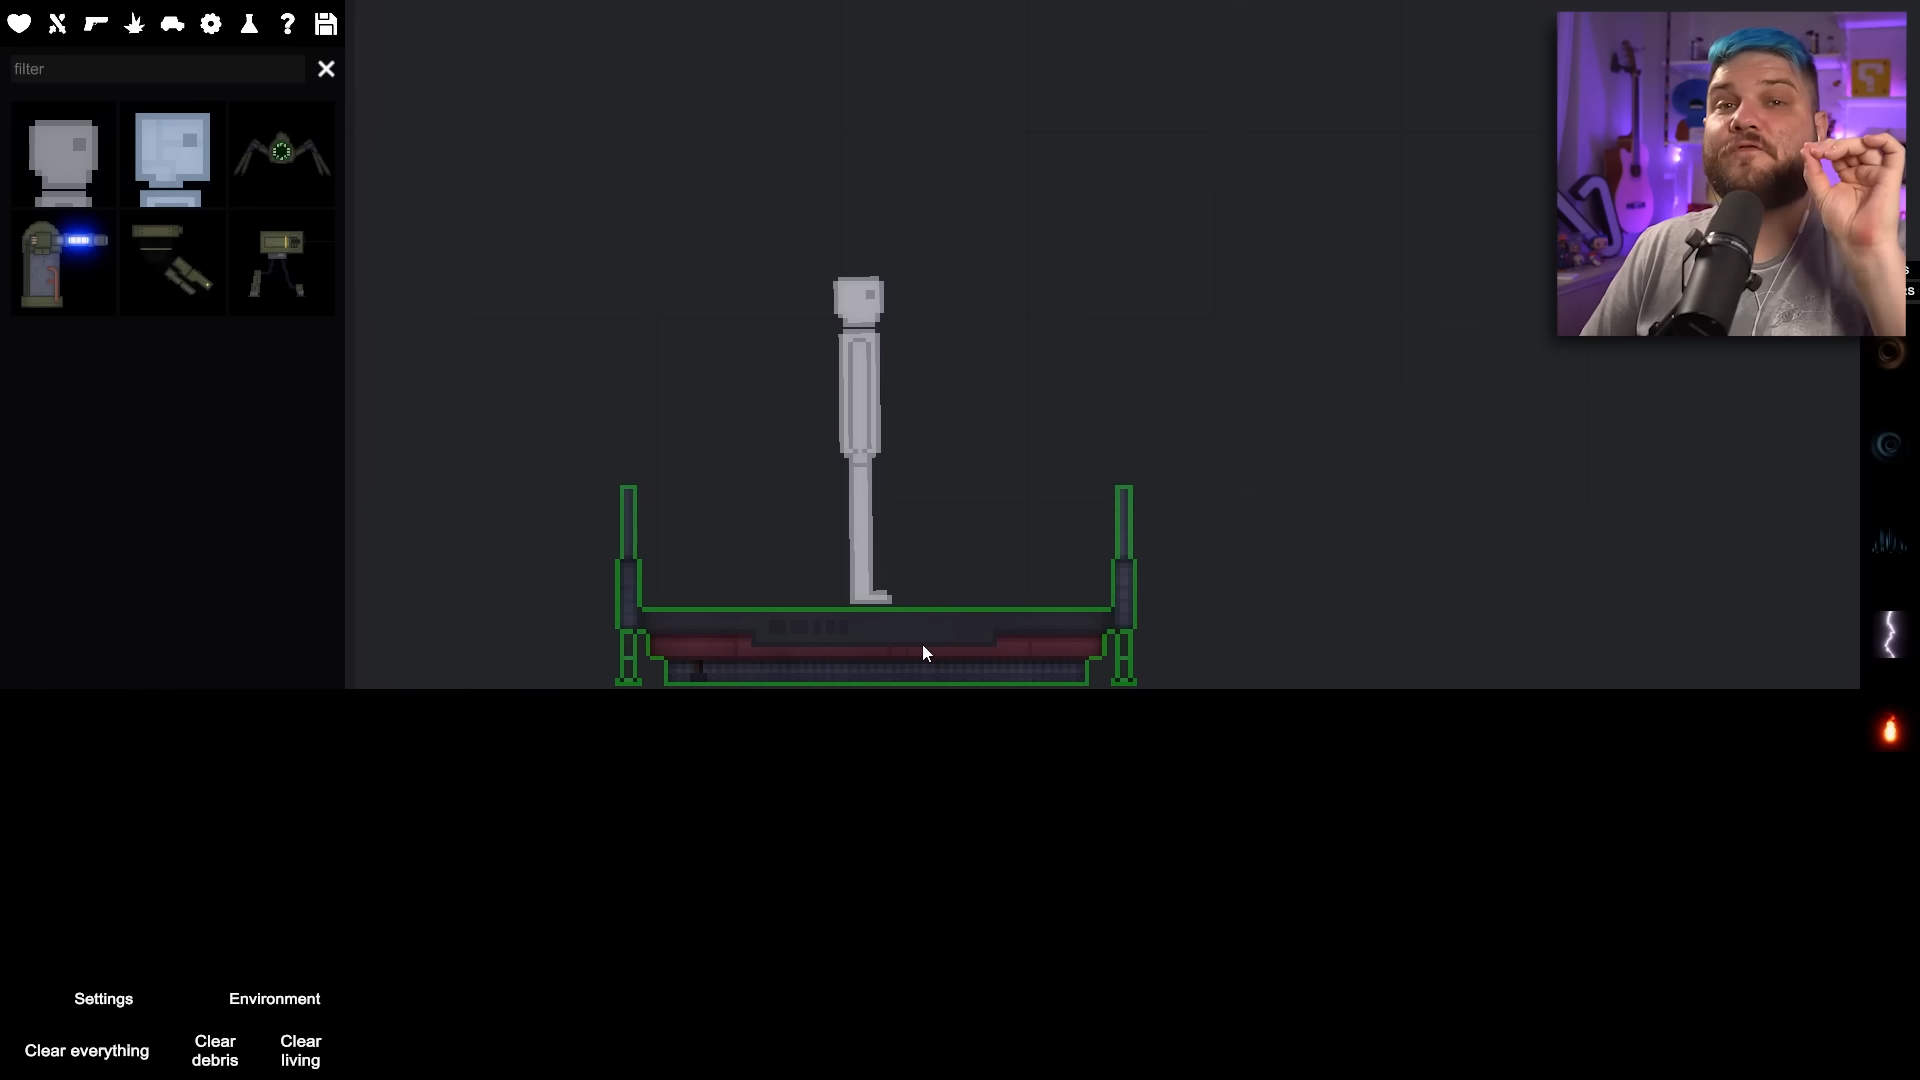 filter
Settings
Environment
Clear everything
Clear
debris
Clear
living